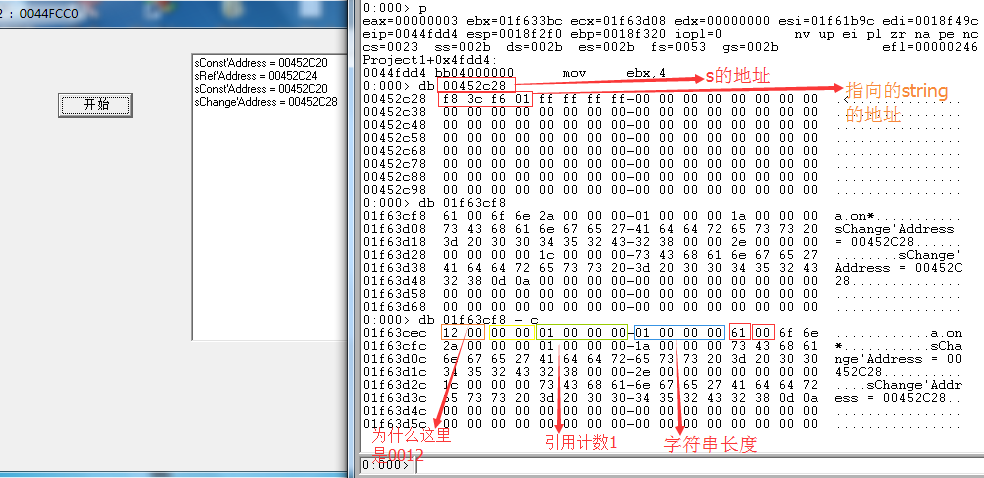 2 : 0044FCC0
开始
sConst'Address = 00452C20
sRef'Address = 00452C24
sConst'Address = 00452C20
sChange'Address = 00452C28
0:000> p
eax=00000003 ebx=01f633bc ecx=01f63d08 edx=00000000 esi=01f61b9c edi=0018f49c
eip=0044fdd4 esp=0018f2f0 ebp=0018f320 iopl=0 nv up ei pl zr na pe nc
cs=0023 ss=002b ds=002b es=002b fs=0053 gs=002b efl=00000246
Project1+0x4fdd4:
0044fdd4 bb04000000 mov ebx,4
0:000> db 00452c28
s的地址
00452c28 f8 3c f6 01 ff ff ff ff-00 00 00 00 00 00 00 00 .<..............
指向的string
的地址
00452c38 00 00 00 00 00 00 00 00-00 00 00 00 00 00 00 00
00452c48 00 00 00 00 00 00 00 00-00 00 00 00 00 00 00 00 ................
00452c58 00 00 00 00 00 00 00 00-00 00 00 00 00 00 00 00 ................
00452c68 00 00 00 00 00 00 00 00-00 00 00 00 00 00 00 00 ................
00452c78 00 00 00 00 00 00 00 00-00 00 00 00 00 00 00 00 ................
00452c88 00 00 00 00 00 00 00 00-00 00 00 00 00 00 00 00 ................
00452c98 00 00 00 00 00 00 00 00-00 00 00 00 00 00 00 00 ................
0:000> db 01f63cf8
01f63cf8 61 00 6f 6e 2a 00 00 00-01 00 00 00 1a 00 00 00 a.on*...........
01f63d08 73 43 68 61 6e 67 65 27-41 64 64 72 65 73 73 20 sChange'Address
01f63d18 3d 20 30 30 34 35 32 43-32 38 00 00 2e 00 00 00 = 00452C28......
01f63d28 00 00 00 00 1c 00 00 00-73 43 68 61 6e 67 65 27 ........sChange'
01f63d38 41 64 64 72 65 73 73 20-3d 20 30 30 34 35 32 43 Address = 00452C
01f63d48 32 38 0d 0a 00 00 00 00-00 00 00 00 00 00 00 00 28..............
01f63d58 00 00 00 00 00 00 00 00-00 00 00 00 00 00 00 00 ................
01f63d68 00 00 00 00 00 00 00 00-00 00 00 00 00 00 00 00 ................
0:000> db 01f63cf8 - c
01f63cec 12 00 00 00 01 00 00 00-01 00 00 00 61 00 6f 6e ............a.on
01f63cfc 2a 00 00 00 01 00 00 00-1a 00 00 00 73 43 68 61 *...........sCha
01f63d0c 6e 67 65 27 41 64 64 72-65 73 73 20 3d 20 30 30 nge'Address = 00
01f63d1c 34 35 32 43 32 38 00 00-2e 00 00 00 00 00 00 00 452C28..........
01f63d2c 1c 00 00 00 73 43 68 61-6e 67 65 27 41 64 64 72 ....sChange'Addr
01f63d3c 65 73 73 20 3d 20 30 30-34 35 32 43 32 38 0d 0a ess = 00452C28..
01f63d4c 00 00 00 00 00 00 00 00-00 00 00 00 00 00 00 00 ................
01f63d5c 00 00 00 00 00 00 00 00-00 00 00 00 00 00 00 00 ................
为什么这里
是0012
引用计数1
字符串长度
0:000>